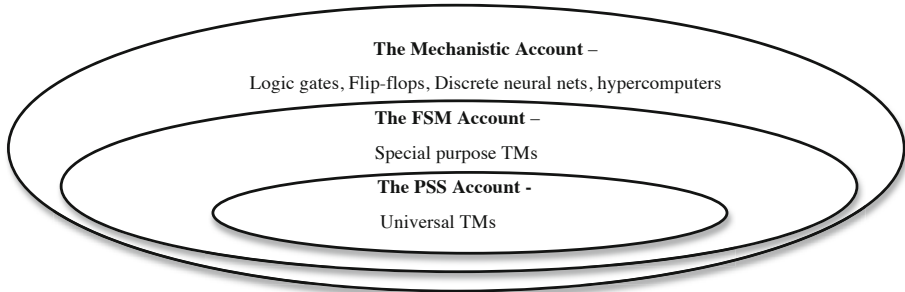 The Mechanistic Account –
Logic gates, Flip-flops, Discrete neural nets, hypercomputers
The FSM Account –
Special purpose TMs
The PSS Account -
Universal TMs